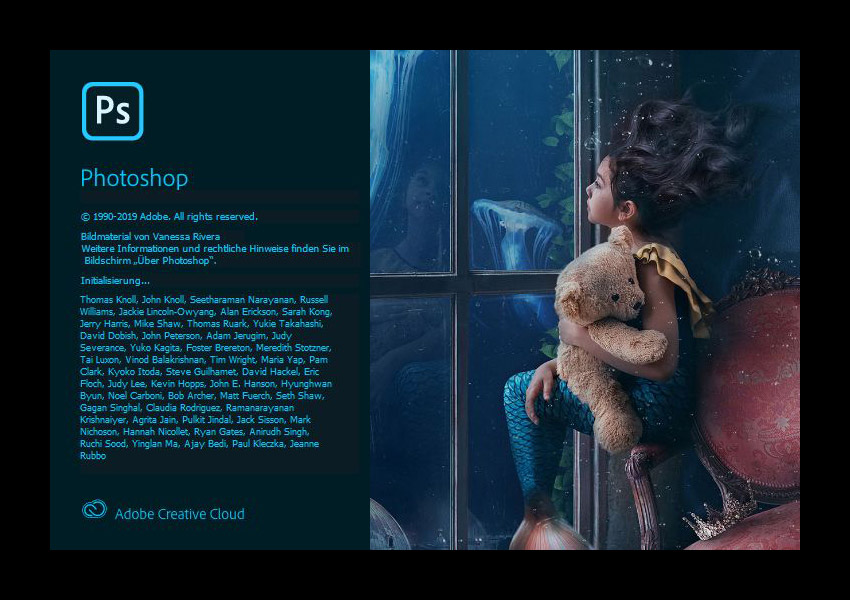 Ps
Photoshop
© 1990-2019 Adobe. All rights reserved.
Bildmaterial von Vanessa Rivera
Weitere Informationen und rechtliche Hinweise finden Sie im
Bildschirm „Über Photoshop“.
Initialisierung...
Thomas Knoll, John Knoll, Seetharaman Narayanan, Russell
Williams, Jackie Lincoln-Owyang, Alan Erickson, Sarah Kong,
Jerry Harris, Mike Shaw, Thomas Ruark, Yukie Takahashi,
David Dobish, John Peterson, Adam Jerugim, Judy
Severance, Yuko Kagita, Foster Brereton, Meredith Stotzner,
Tai Luxon, Vinod Balakrishnan, Tim Wright, Maria Yap, Pam
Clark, Kyoko Itoda, Steve Guilhamet, David Hackel, Eric
Floch, Judy Lee, Kevin Hopps, John E. Hanson, Hyunghwan
Byun, Noel Carboni, Bob Archer, Matt Fuerch, Seth Shaw,
Gagan Singhal, Claudia Rodriguez, Ramanarayanan
Krishnaiyer, Agrita Jain, Pulkit Jindal, Jack Sisson, Mark
Nichoson, Hannah Nicollet, Ryan Gates, Anirudh Singh,
Ruchi Sood, Yinglan Ma, Ajay Bedi, Paul Kleczka, Jeanne
Rubbo
Adobe Creative Cloud